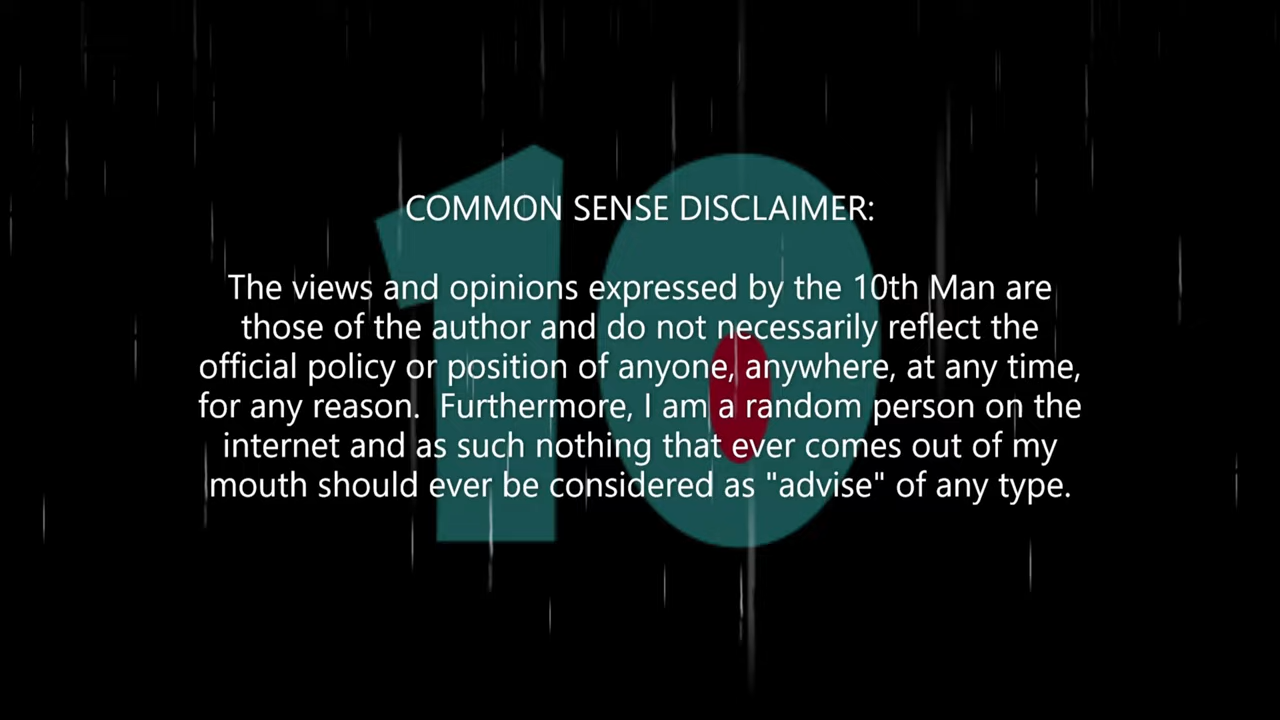 10
COMMON SENSE DISCLAIMER:
The views and opinions expressed by the 10th Man are
those of the author and do not necessarily reflect the
official policy or position of anyone, anywhere, at any time,
for any reason.  Furthermore, I am a random person on the
internet and as such nothing that ever comes out of my
mouth should ever be considered as "advise" of any type.